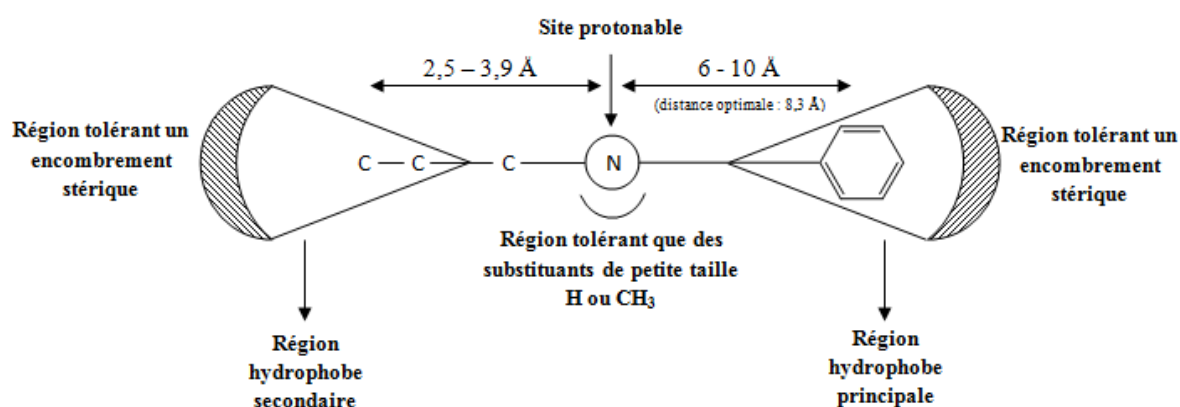 Site protonable
2,5 – 3,9 Å
6 - 10 Å
(distance optimale : 8,3 Å)
Région tolérant un
encombrement
stérique
C – C – C
N
Région tolérant un
encombrement
stérique
Région tolérant que des
substituants de petite taille
H ou CH₃
Région
hydrophobe
secondaire
Région
hydrophobe
principale